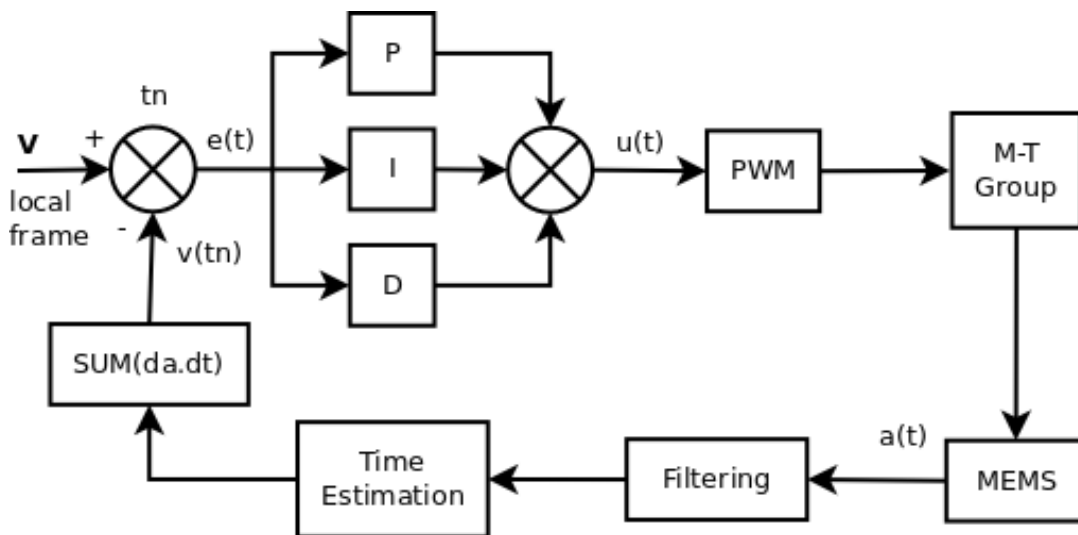 P
tn
V
+
e(t)
I
u(t)
PWM
M-T
Group
local
frame
-
v(tn)
D
SUM(da.dt)
a(t)
Time
Estimation
Filtering
MEMS